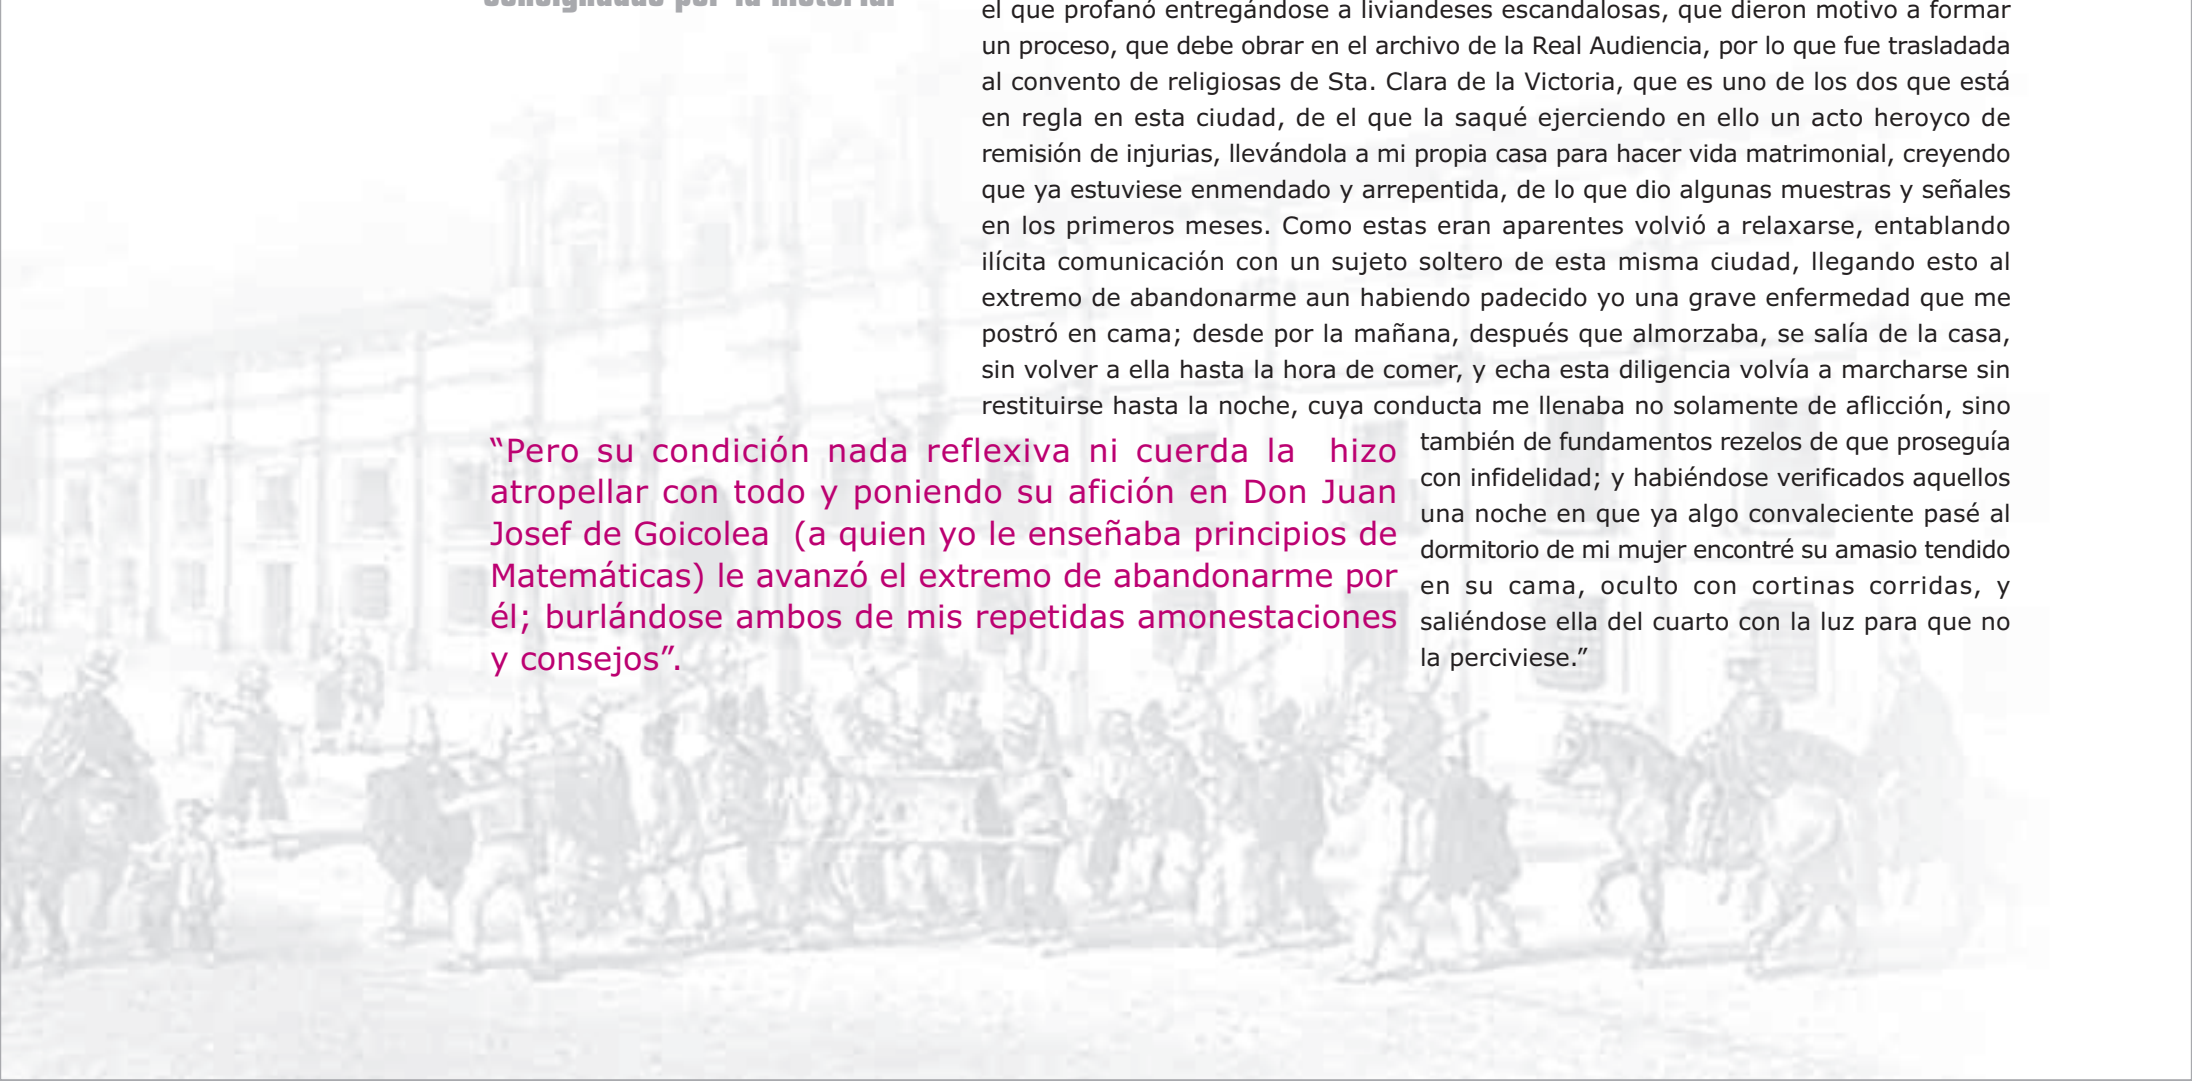 consignadas por la historia.
el que profanó entregándose a liviandeses escandalosas, que dieron motivo a formar
un proceso, que debe obrar en el archivo de la Real Audiencia, por lo que fue trasladada
al convento de religiosas de Sta. Clara de la Victoria, que es uno de los dos que está
en regla en esta ciudad, de el que la saqué ejerciendo en ello un acto heroyco de
remisión de injurias, llevándola a mi propia casa para hacer vida matrimonial, creyendo
que ya estuviese enmendado y arrepentida, de lo que dio algunas muestras y señales
en los primeros meses. Como estas eran aparentes volvió a relaxarse, entablando
ilícita comunicación con un sujeto soltero de esta misma ciudad, llegando esto al
extremo de abandonarme aun habiendo padecido yo una grave enfermedad que me
postró en cama; desde por la mañana, después que almorzaba, se salía de la casa,
sin volver a ella hasta la hora de comer, y echa esta diligencia volvía a marcharse sin
restituirse hasta la noche, cuya conducta me llenaba no solamente de aflicción, sino
también de fundamentos rezelos de que proseguía
con infidelidad; y habiéndose verificados aquellos
una noche en que ya algo convaleciente pasé al
dormitorio de mi mujer encontré su amasio tendido
en su cama, oculto con cortinas corridas, y
saliéndose ella del cuarto con la luz para que no
la perciviese.”
“Pero su condición nada reflexiva ni cuerda la hizo
atropellar con todo y poniendo su afición en Don Juan
Josef de Goicolea (a quien yo le enseñaba principios de
Matemáticas) le avanzó el extremo de abandonarme por
él; burlándose ambos de mis repetidas amonestaciones
y consejos”.